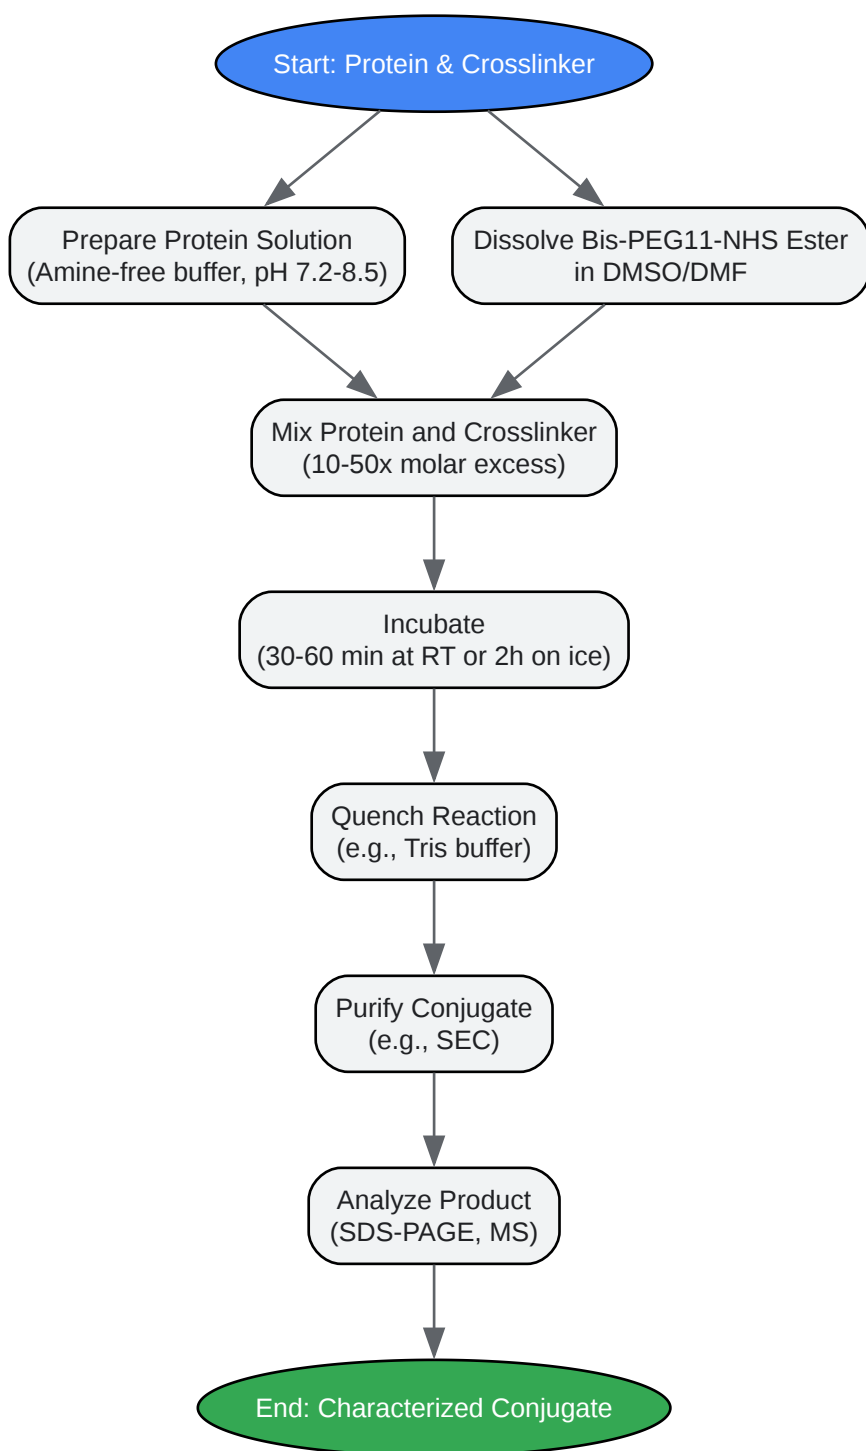 Start: Protein & Crosslinker
Prepare Protein Solution
(Amine-free buffer, pH 7.2-8.5)
Dissolve Bis-PEG11-NHS Ester
in DMSO/DMF
Mix Protein and Crosslinker
(10-50x molar excess)
Incubate
(30-60 min at RT or 2h on ice)
Quench Reaction
(e.g., Tris buffer)
Purify Conjugate
(e.g., SEC)
Analyze Product
(SDS-PAGE, MS)
End: Characterized Conjugate